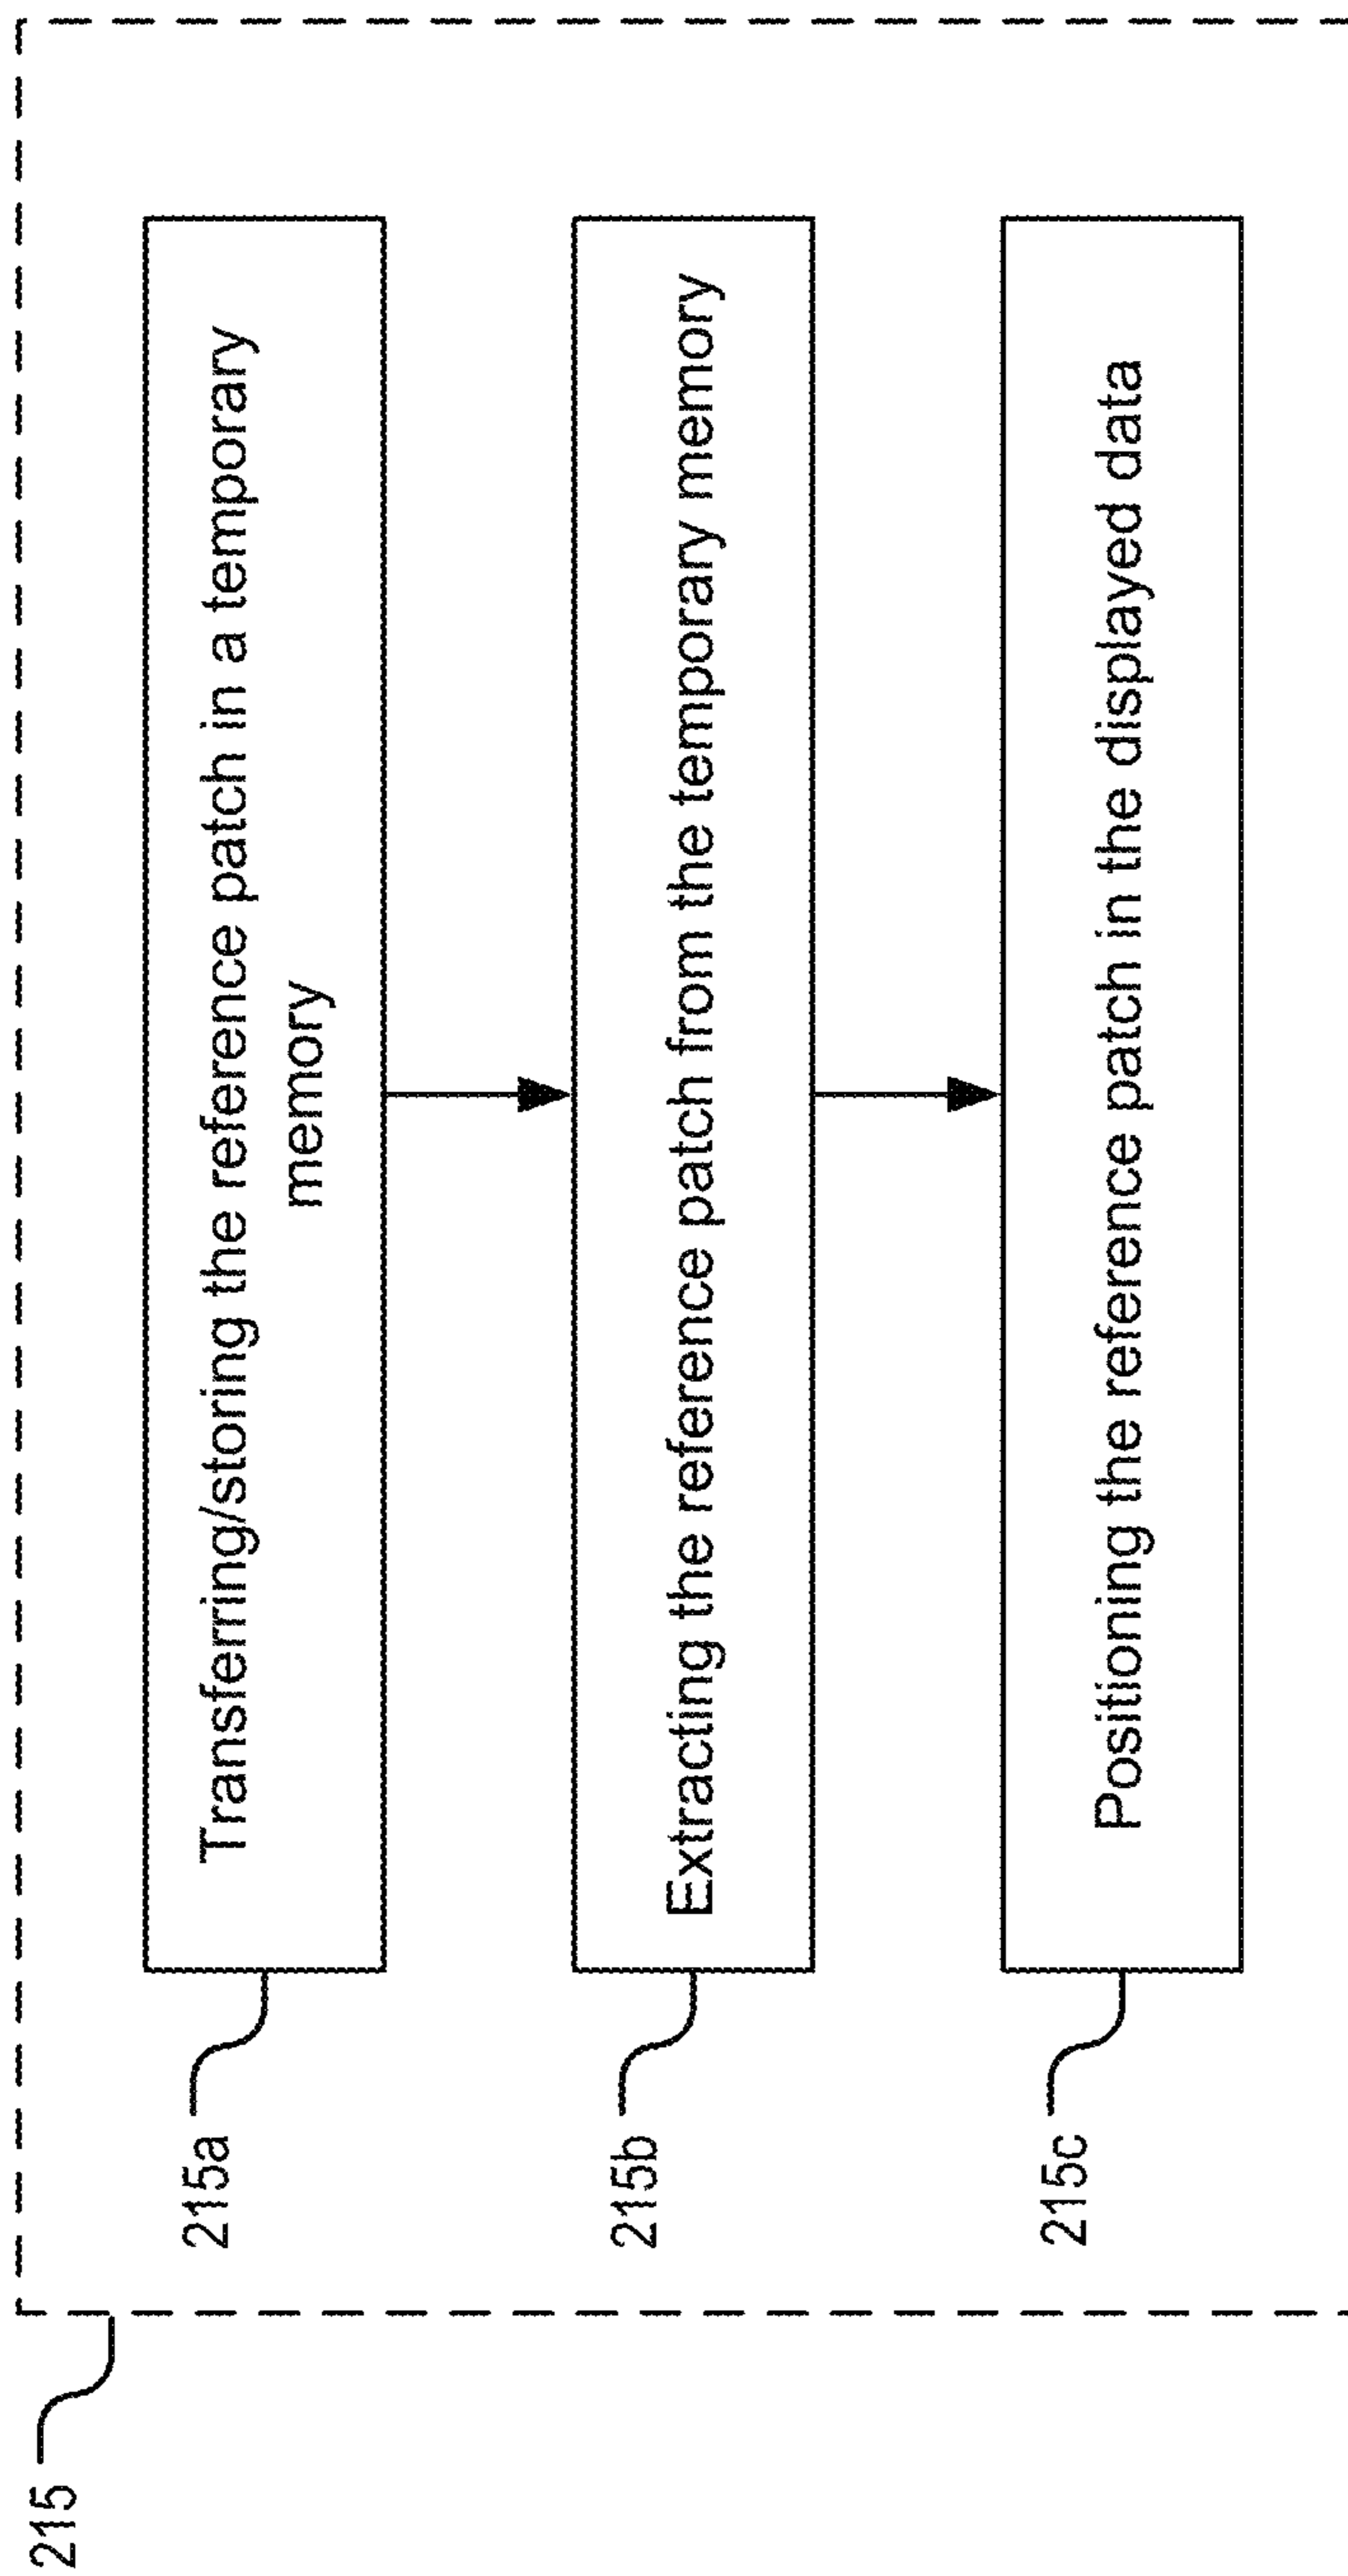 215
215a
Transferring/storing the reference patch in a temporary
memory
215b
Extracting the reference patch from the temporary memory
215c
Positioning the reference patch in the displayed data